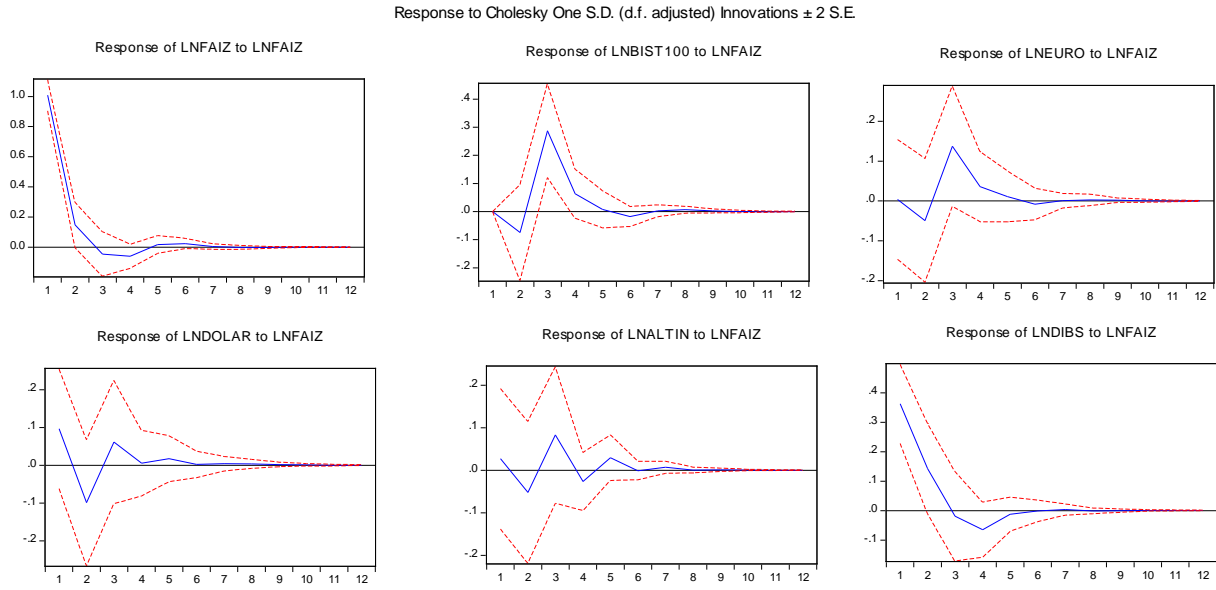 Response to Cholesky One S.D. (d.f. adjusted) Innovations ± 2 S.E.
Response of LNFAIZ to LNFAIZ
1.0
0.8
0.6
0.4
0.2
0.0
1 2 3 4 5 6 7 8 9 10 11 12
Response of LNBIST100 to LNFAIZ
.4
.3
.2
.1
.0
-.1
-.2
1 2 3 4 5 6 7 8 9 10 11 12
Response of LNEURO to LNFAIZ
.2
.1
.0
-.1
-.2
1 2 3 4 5 6 7 8 9 10 11 12
Response of LNDOLAR to LNFAIZ
.2
.1
.0
-.1
-.2
1 2 3 4 5 6 7 8 9 10 11 12
Response of LNALTIN to LNFAIZ
.2
.1
.0
-.1
-.2
1 2 3 4 5 6 7 8 9 10 11 12
Response of LNDIBS to LNFAIZ
.4
.3
.2
.1
.0
-.1
1 2 3 4 5 6 7 8 9 10 11 12